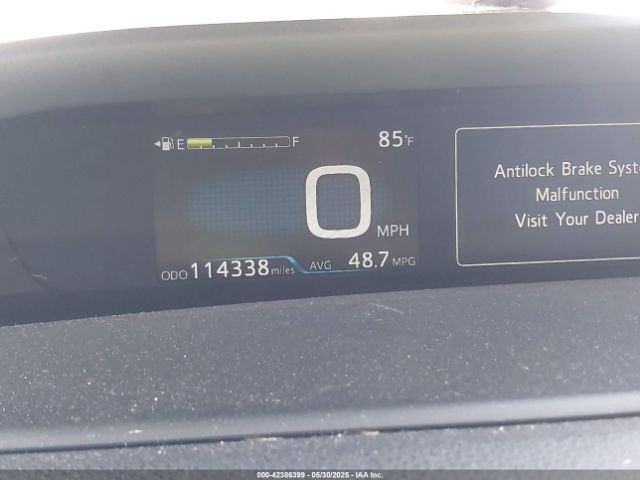 E F 85°F
0 MPH
ODO 114338 miles AVG 48.7 MPG
Antilock Brake Syste
Malfunction
Visit Your Dealer
000-42386399 - 05/30/2025 - IAA Inc.